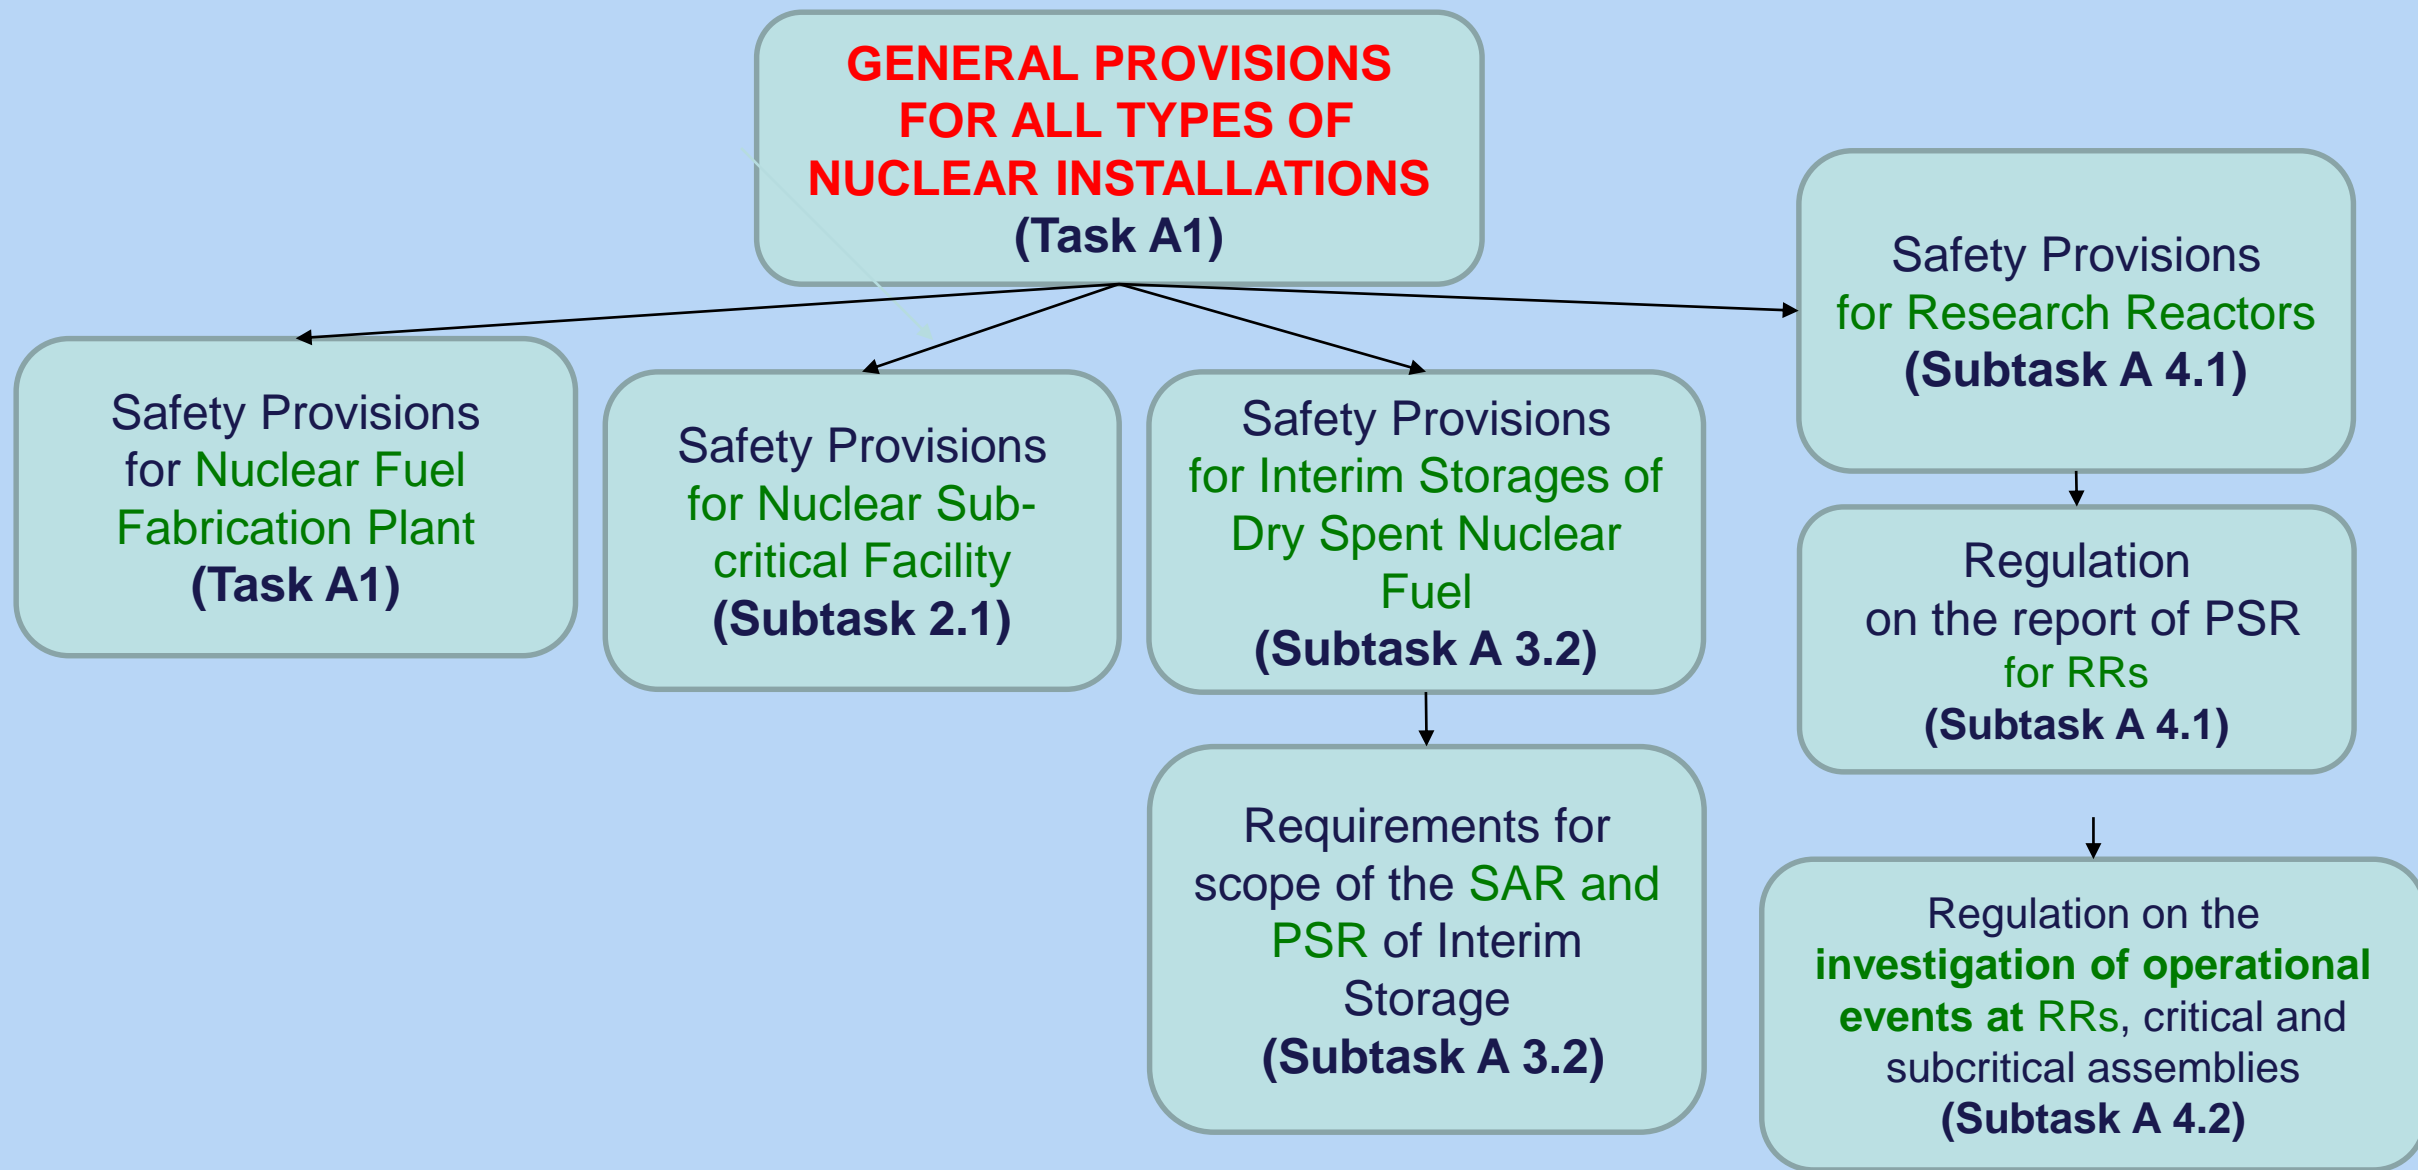 GENERAL PROVISIONS
FOR ALL TYPES OF
NUCLEAR INSTALLATIONS
(Task A1)
Safety Provisions
for Nuclear Fuel
Fabrication Plant
(Task A1)
Safety Provisions
for Nuclear Sub-
critical Facility
(Subtask 2.1)
Safety Provisions
for Interim Storages of
Dry Spent Nuclear
Fuel
(Subtask A 3.2)
Requirements for
scope of the SAR and
PSR of Interim
Storage
(Subtask A 3.2)
Safety Provisions
for Research Reactors
(Subtask A 4.1)
Regulation
on the report of PSR
for RRs
(Subtask A 4.1)
Regulation on the
investigation of operational
events at RRs, critical and
subcritical assemblies
(Subtask A 4.2)